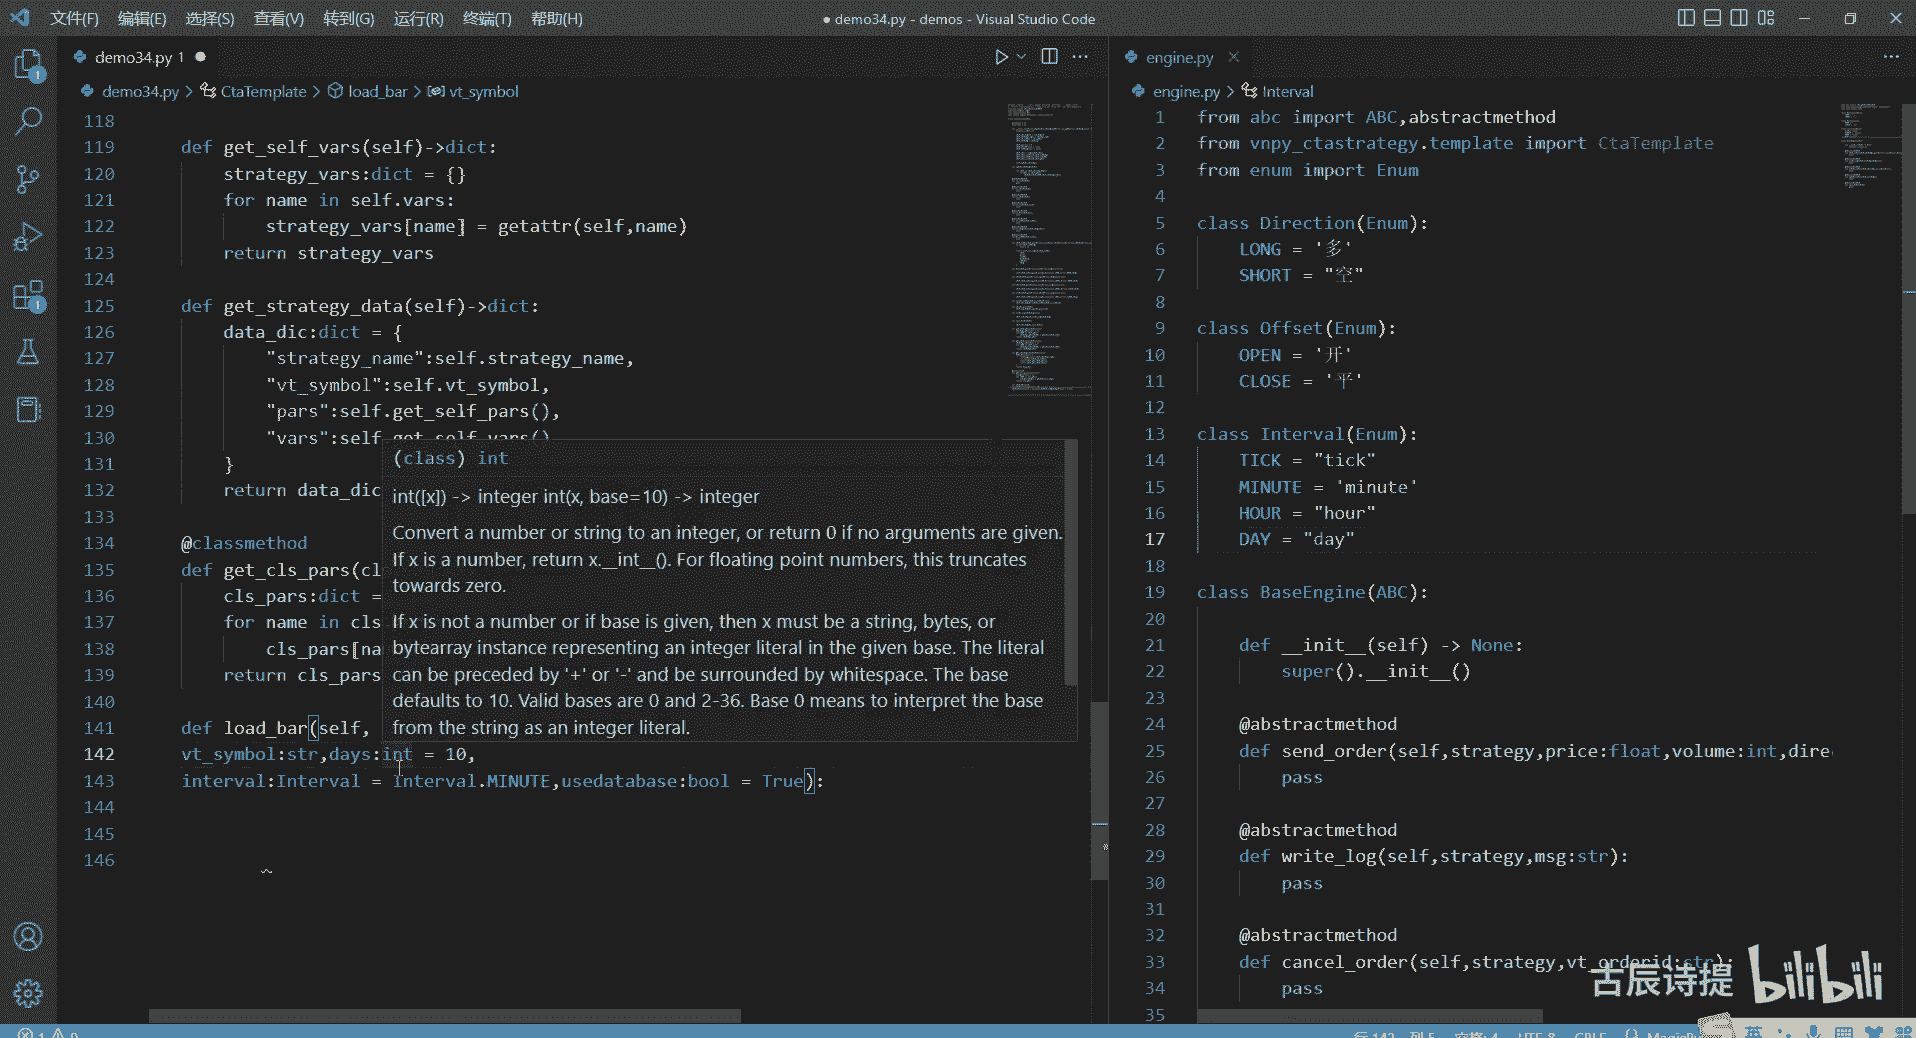 文件(F) 编辑(E) 选择(S) 查看(V) 转到(G) 运行(R) 终端(T) 帮助(H)
● demo34.py - demos - Visual Studio Code
demo34.py 1
demo34.py > CtaTemplate > load_bar > vt_symbol
118
119 def get_self_vars(self)->dict:
120 strategy_vars:dict = {}
121 for name in self.vars:
122 strategy_vars[name] = getattr(self,name)
123 return strategy_vars
124
125 def get_strategy_data(self)->dict:
126 data_dic:dict = {
127 "strategy_name":self.strategy_name,
128 "vt_symbol":self.vt_symbol,
129 "pars":self.get_self_pars(),
130 "vars":self.get_self_vars()
131 }
132 return data_dic
133
134 @classmethod
135 def get_cls_pars(cl
136 cls_pars:dict =
137 for name in cls
138 cls_pars[na
139 return cls_pars
140
141 def load_bar(self,
142 vt_symbol:str,days:int = 10,
143 interval:Interval = Interval.MINUTE,usedatabase:bool = True):
144
145
146
(class) int
int([x]) -> integer int(x, base=10) -> integer
Convert a number or string to an integer, or return 0 if no arguments are given.
If x is a number, return x.__int__(). For floating point numbers, this truncates
towards zero.
If x is not a number or if base is given, then x must be a string, bytes, or
bytearray instance representing an integer literal in the given base. The literal
can be preceded by '+' or '-' and be surrounded by whitespace. The base
defaults to 10. Valid bases are 0 and 2-36. Base 0 means to interpret the base
from the string as an integer literal.
engine.py
engine.py > Interval
1 from abc import ABC,abstractmethod
2 from vnpy_ctastrategy.template import CtaTemplate
3 from enum import Enum
4
5 class Direction(Enum):
6 LONG = '多'
7 SHORT = "空"
8
9 class Offset(Enum):
10 OPEN = '开'
11 CLOSE = '平'
12
13 class Interval(Enum):
14 TICK = "tick"
15 MINUTE = 'minute'
16 HOUR = "hour"
17 DAY = "day"
18
19 class BaseEngine(ABC):
20
21 def __init__(self) -> None:
22 super().__init__()
23
24 @abstractmethod
25 def send_order(self,strategy,price:float,volume:int,dire
26 pass
27
28 @abstractmethod
29 def write_log(self,strategy,msg:str):
30 pass
31
32 @abstractmethod
33 def cancel_order(self,strategy,vt_orderid:str):
34 pass
35
古辰诗提 bilibili
英